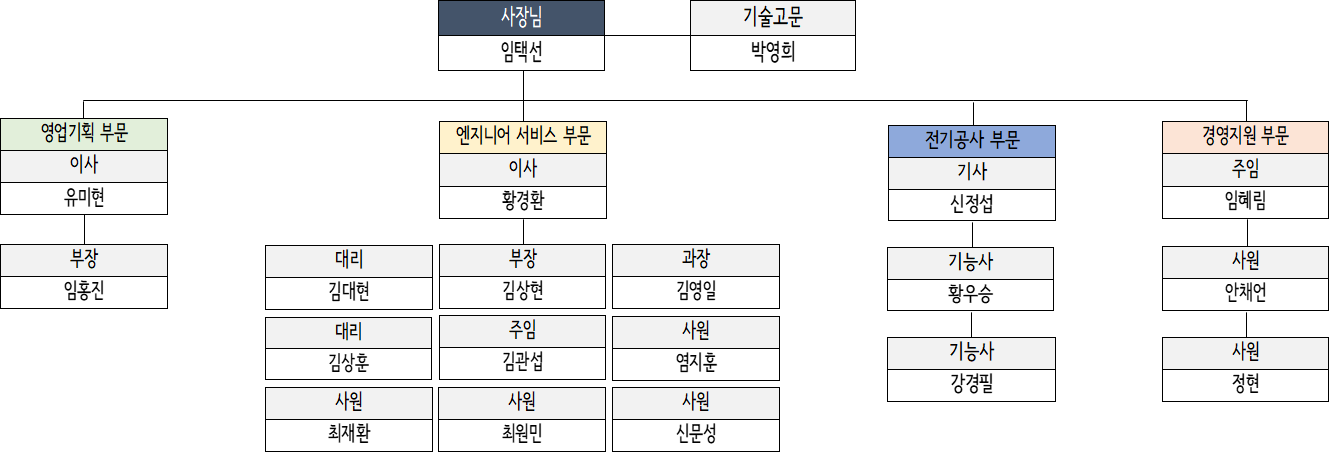 사장님
임택선
기술고문
박영희
영업기획 부문
이사
유미현
부장
임홍진
엔지니어 서비스 부문
이사
황경환
대리
김대현
부장
김상현
과장
김영일
대리
김상훈
주임
김관섭
사원
염지훈
사원
최재환
사원
최원민
사원
신문성
전기공사 부문
기사
신정섭
기능사
황우승
기능사
강경필
경영지원 부문
주임
임혜림
사원
안채언
사원
정현